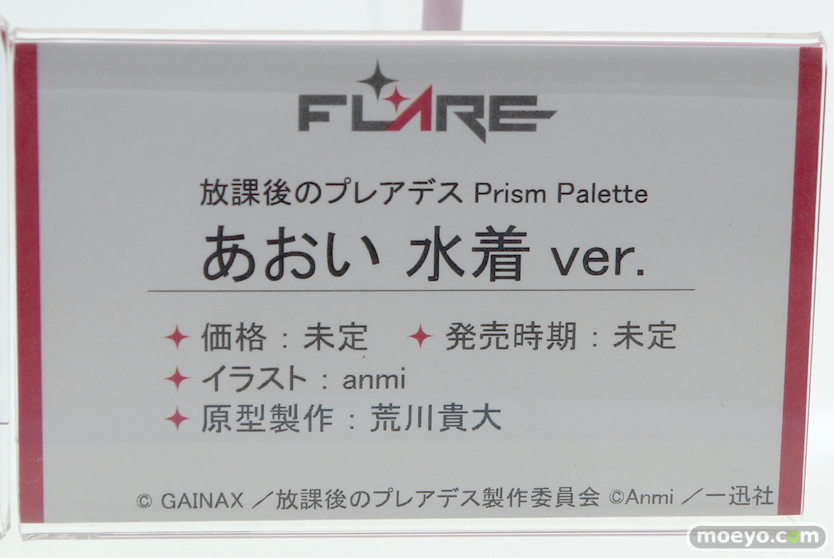 FLARE
放課後のプレアデス Prism Palette
あおい 水着 ver.
価格：未定 発売時期：未定
イラスト：anmi
原型製作：荒川貴大
© GAINAX ／放課後のプレアデス製作委員会 ©Anmi ／一迅社
moeyo.com